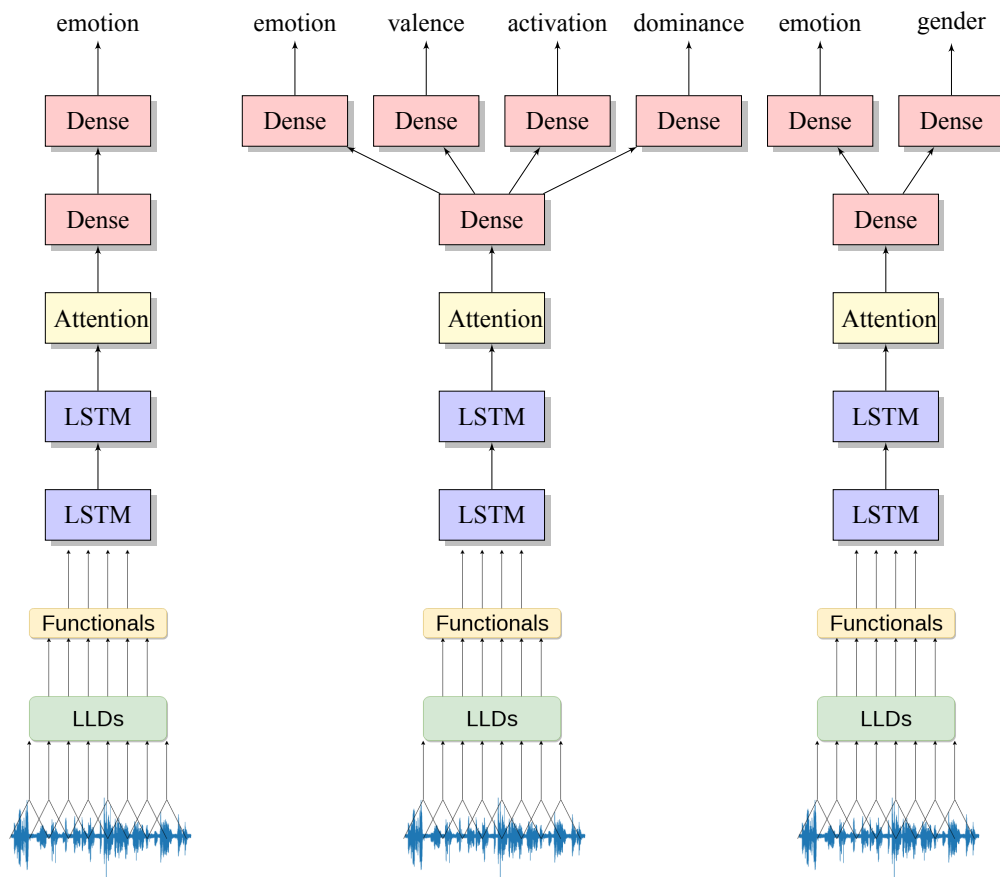 emotion emotion valence activation dominance emotion gender
Dense Dense Dense Dense Dense Dense Dense
Dense Dense Dense
Attention Attention Attention
LSTM LSTM LSTM
LSTM LSTM LSTM
Functionals Functionals Functionals
LLDs LLDs LLDs